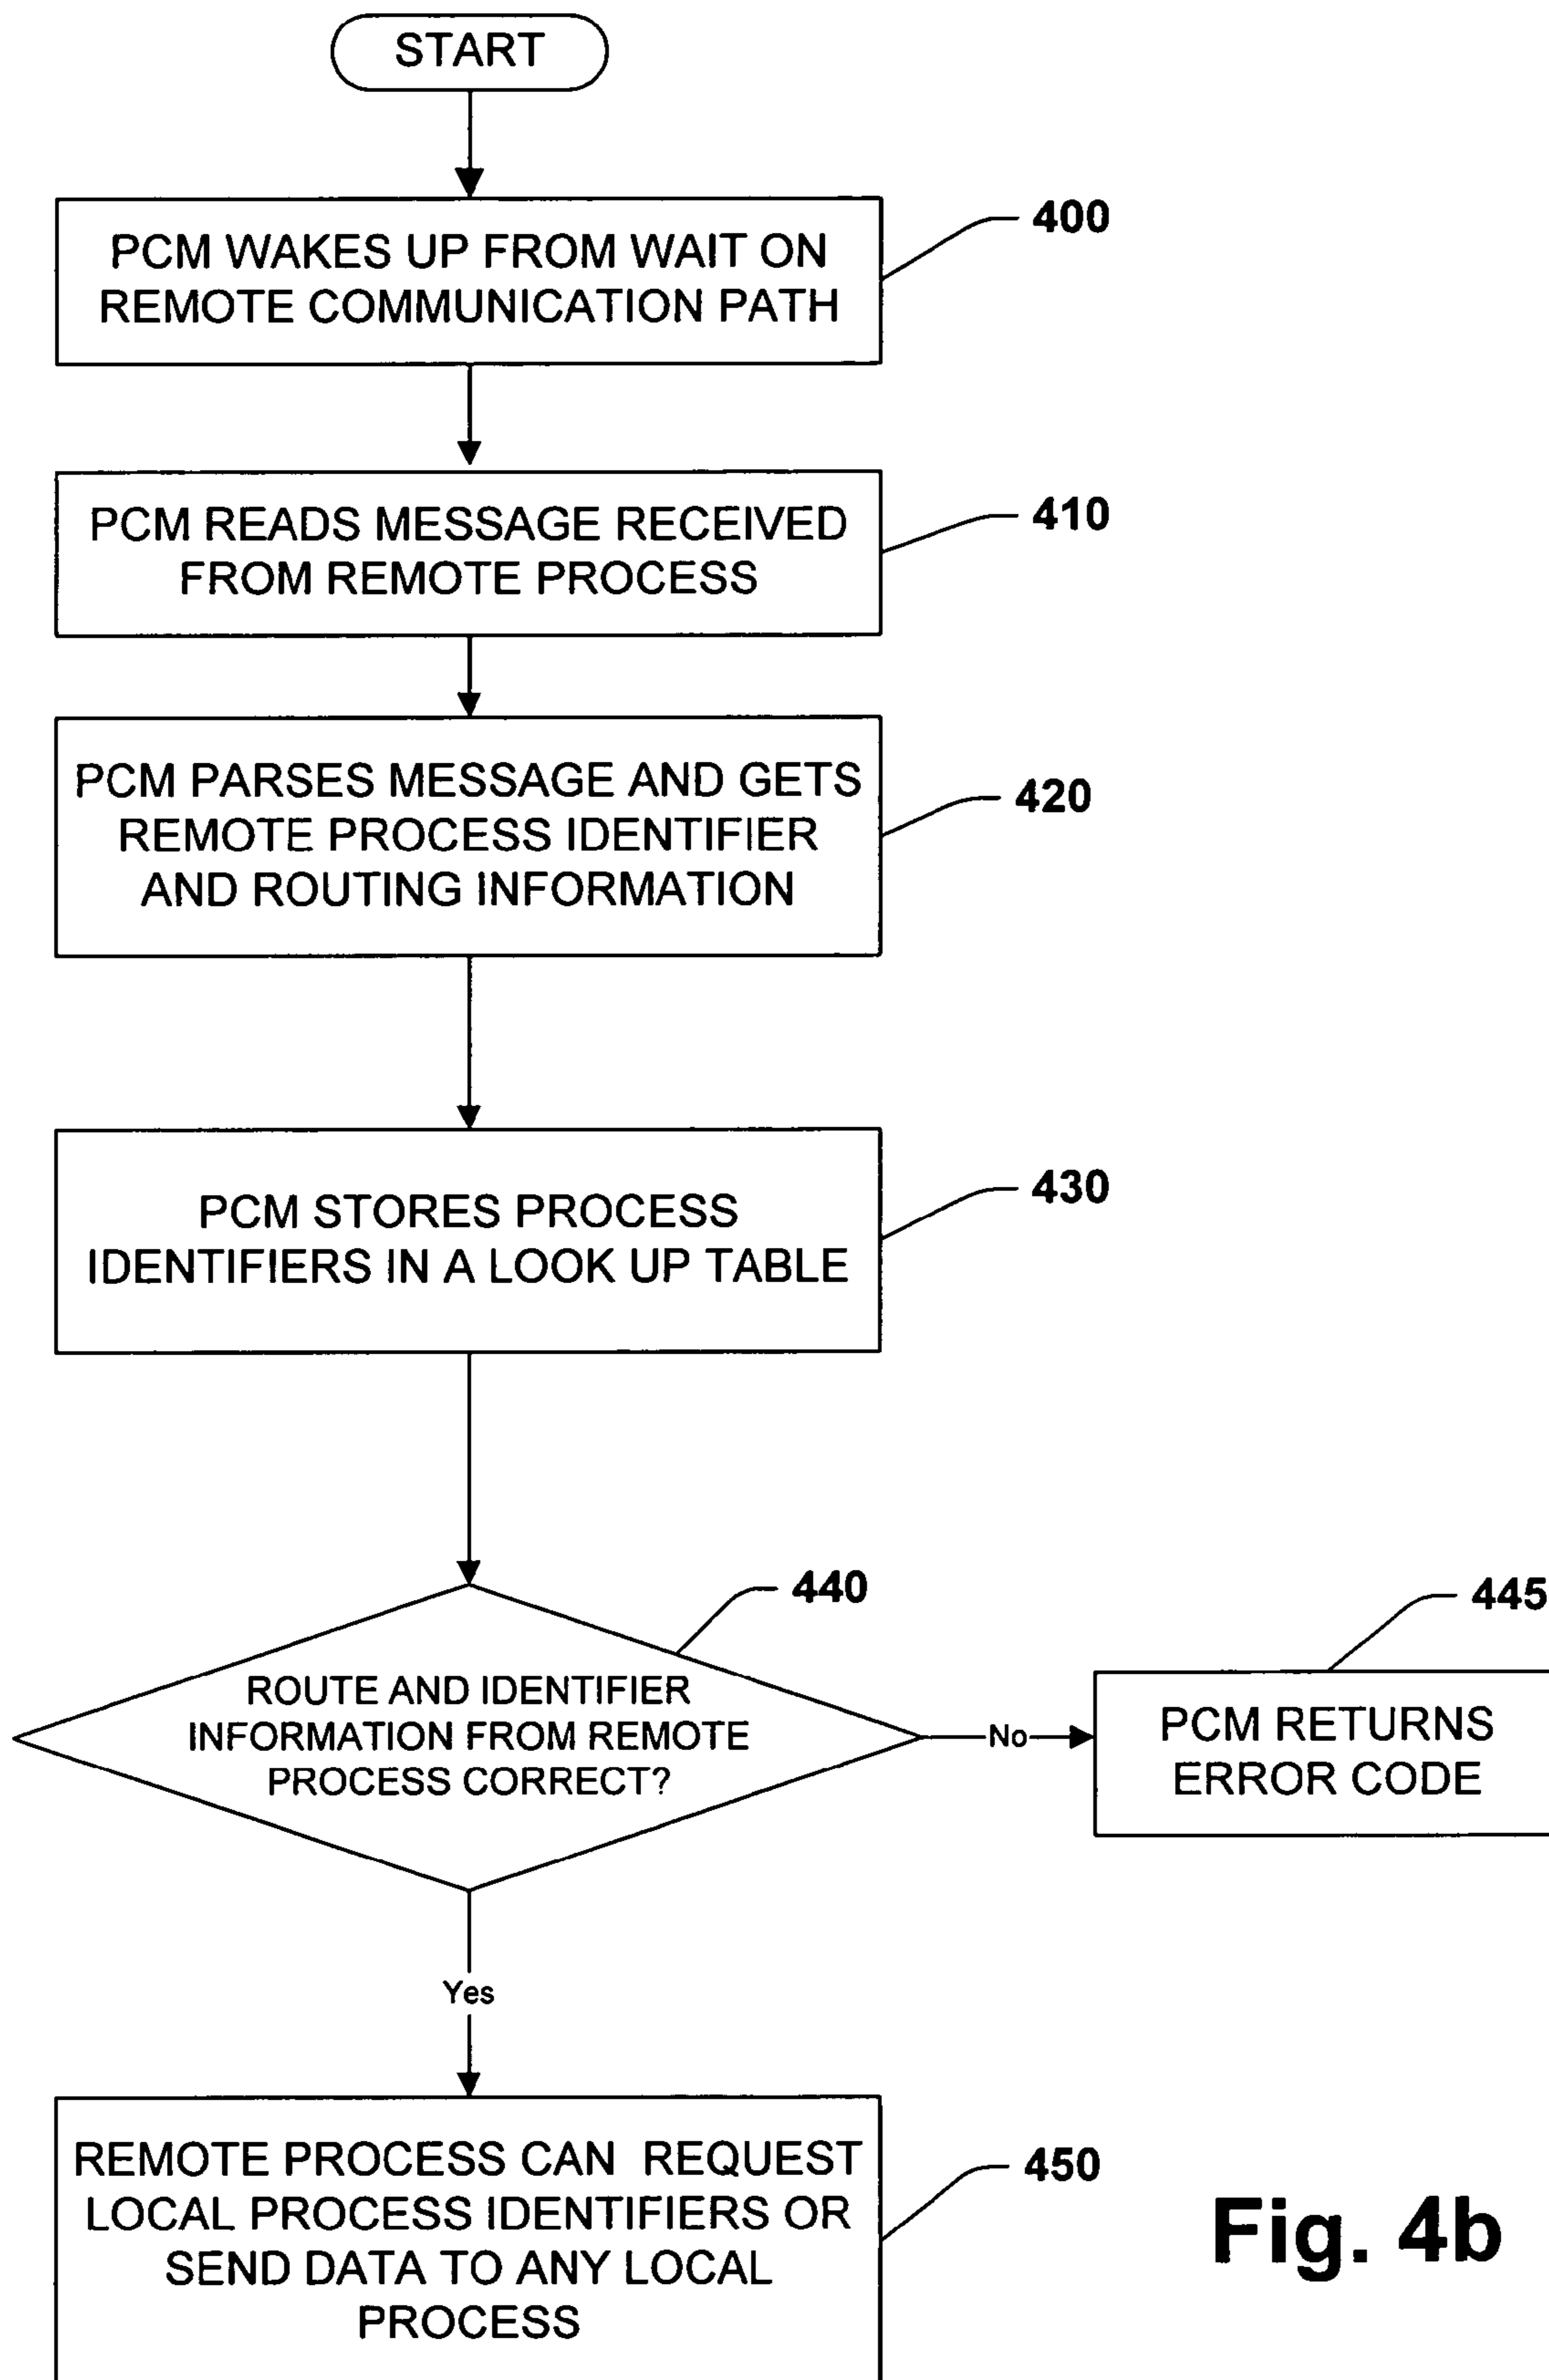 START
PCM WAKES UP FROM WAIT ON
REMOTE COMMUNICATION PATH
400
PCM READS MESSAGE RECEIVED
FROM REMOTE PROCESS
410
PCM PARSES MESSAGE AND GETS
REMOTE PROCESS IDENTIFIER
AND ROUTING INFORMATION
420
PCM STORES PROCESS
IDENTIFIERS IN A LOOK UP TABLE
430
440
ROUTE AND IDENTIFIER
INFORMATION FROM REMOTE
PROCESS CORRECT?
No
445
PCM RETURNS
ERROR CODE
Yes
REMOTE PROCESS CAN REQUEST
LOCAL PROCESS IDENTIFIERS OR
SEND DATA TO ANY LOCAL
PROCESS
450
Fig. 4b